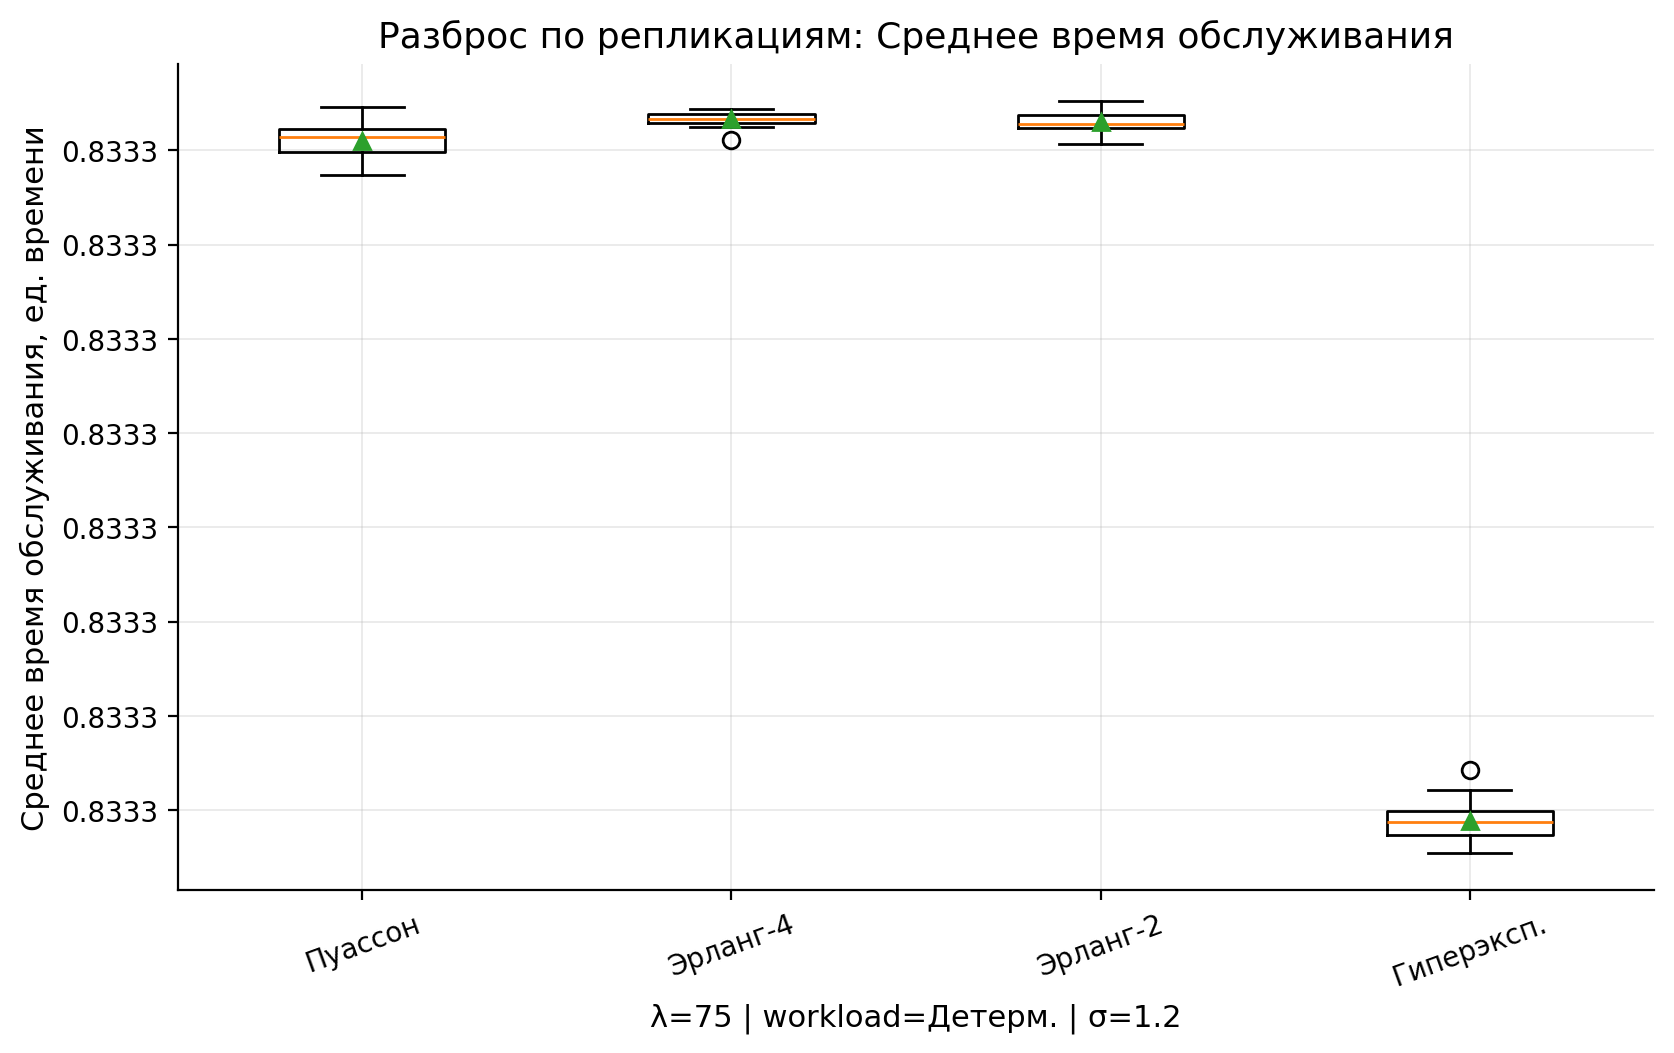 Разброс по репликациям: Среднее время обслуживания
Среднее время обслуживания, ед. времени
0.8333
0.8333
0.8333
0.8333
0.8333
0.8333
0.8333
0.8333
Пуассон
Эрланг-4
Эрланг-2
Гиперэксп.
λ=75 | workload=Детерм. | σ=1.2